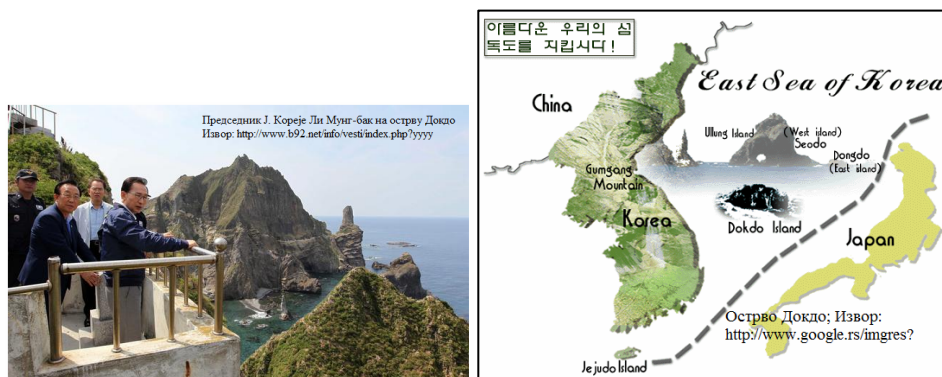 Председник Ј. Кореје Ли Мунг-бак на острву Докдо
Извор: http://www.b92.net/info/vesti/index.php?yyyy
아름다운 우리의 섬
독도를 지킵시다!
East Sea of Korea
China
Ullung Island
(West island)
Seodo
Dongdo
(East island)
Gumgang
Mountain
Korea
Dokdo Island
Japan
Острво Докдо; Извор:
http://www.google.rs/imgres?
Jejudo Island